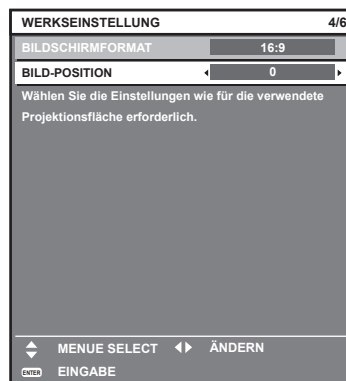 WERKSEINSTELLUNG 4/6
BILDSCHIRMFORMAT 16:9
BILD-POSITION 0
Wählen Sie die Einstellungen wie für die verwendete
Projektionsfläche erforderlich.
MENUE SELECT ÄNDERN
ENTER EINGABE